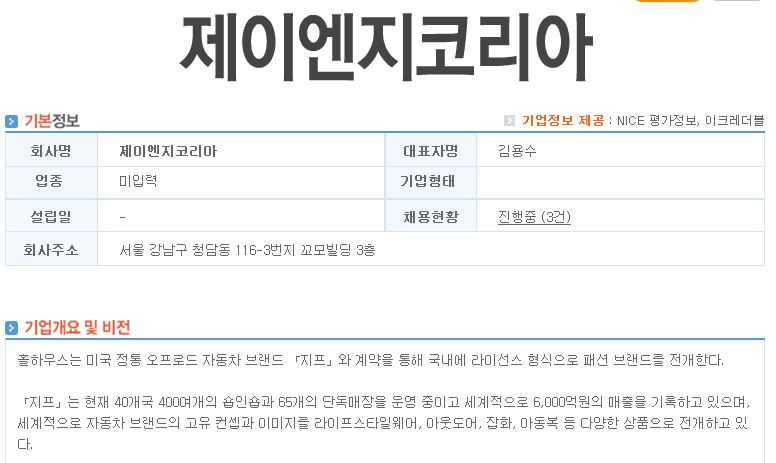 제이엔지코리아
기본정보
기업정보 제공 : NICE 평가정보, 이크레더블
회사명 제이엔지코리아 대표자명 김용수
업종 미입력 기업형태
설립일 - 채용현황 진행중 (3건)
회사주소 서울 강남구 청담동 116-3번지 꼬모빌딩 3층
기업개요 및 비전
홀하우스는 미국 정통 오프로드 자동차 브랜드 「지프」와 계약을 통해 국내에 라이선스 형식으로 패션 브랜드를 전개한다.
「지프」는 현재 40개국 400여개의 숍인숍과 65개의 단독매장을 운영 중이고 세계적으로 6,000억원의 매출을 기록하고 있으며,
세계적으로 자동차 브랜드의 고유 컨셉과 이미지를 라이프스타일웨어, 아웃도어, 잡화, 아동복 등 다양한 상품으로 전개하고 있
다.